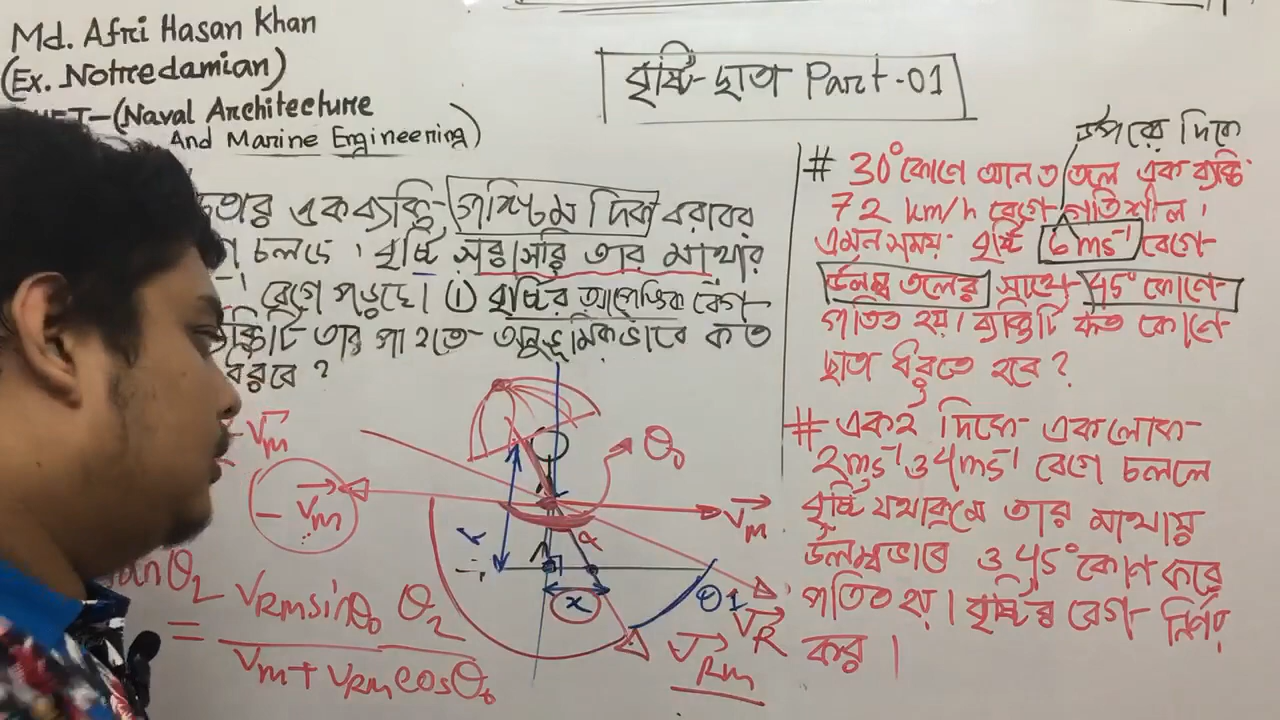 Md. Afri Hasan Khan
(Ex. Notredamian)
(Naval Architecture
And Marine Engineering)
বৃষ্টি-ছাতা Part-01
একব্যক্তি পশ্চিম দিক বরাবর
চলছে। বৃষ্টি সরাসরি তার মাথার
বেগে পড়ছে। (i) বৃষ্টির আপেক্ষিক বেগ
তার পা হতে অনুভূমিকভাবে কত
?
উপরের দিকে
# 30° কোণে আনত তলে এক ব্যক্তি
72 km/h বেগে গতিশীল।
এমন সময় বৃষ্টি 6ms⁻¹ বেগে
উলম্ব তলের সাথে 45° কোণে
পতিত হয়। ব্যক্তিটি কত কোণে
ছাতা ধরতে হবে?
# একই দিকে একলোক
2ms⁻¹ ও 4ms⁻¹ বেগে চললে
বৃষ্টি যথাক্রমে তার মাথায়
উলম্বভাবে ও 45° কোণ করে
পতিত হয়। বৃষ্টির বেগ নির্ণয়
কর।
Vm
θ₀
-Vm
Vm
α
x
θ1
VR
VRm
tan θ₂
= VRm sinθ₀ / Vm + VRm cosθ₀
θ₂